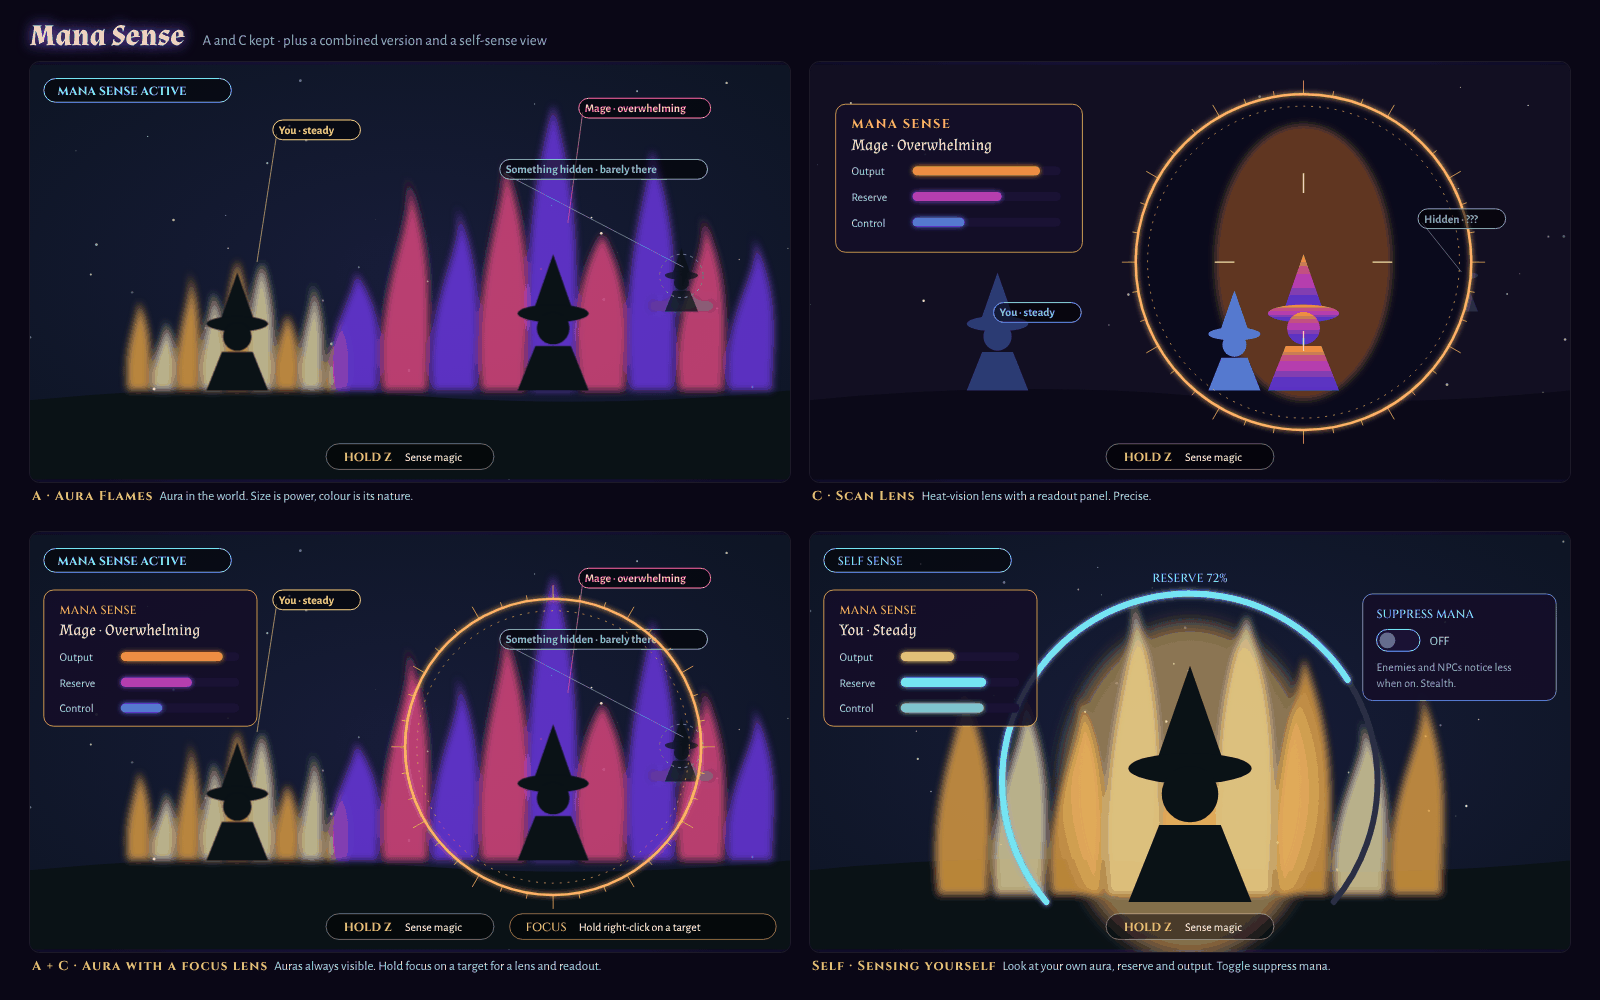 Mana Sense
A and C kept · plus a combined version and a self-sense view
MANA SENSE ACTIVE
You · steady
Mage · overwhelming
Something hidden · barely there
HOLD Z Sense magic
A · Aura Flames Aura in the world. Size is power, colour is its nature.
MANA SENSE
Mage · Overwhelming
Output
Reserve
Control
You · steady
Hidden · ???
HOLD Z Sense magic
C · Scan Lens Heat-vision lens with a readout panel. Precise.
MANA SENSE ACTIVE
MANA SENSE
Mage · Overwhelming
Output
Reserve
Control
You · steady
Mage · overwhelming
Something hidden · barely there
HOLD Z Sense magic
FOCUS Hold right-click on a target
A + C · Aura with a focus lens Auras always visible. Hold focus on a target for a lens and readout.
SELF SENSE
MANA SENSE
You · Steady
Output
Reserve
Control
RESERVE 72%
SUPPRESS MANA
OFF
Enemies and NPCs notice less
when on. Stealth.
HOLD Z Sense magic
Self · Sensing yourself Look at your own aura, reserve and output. Toggle suppress mana.